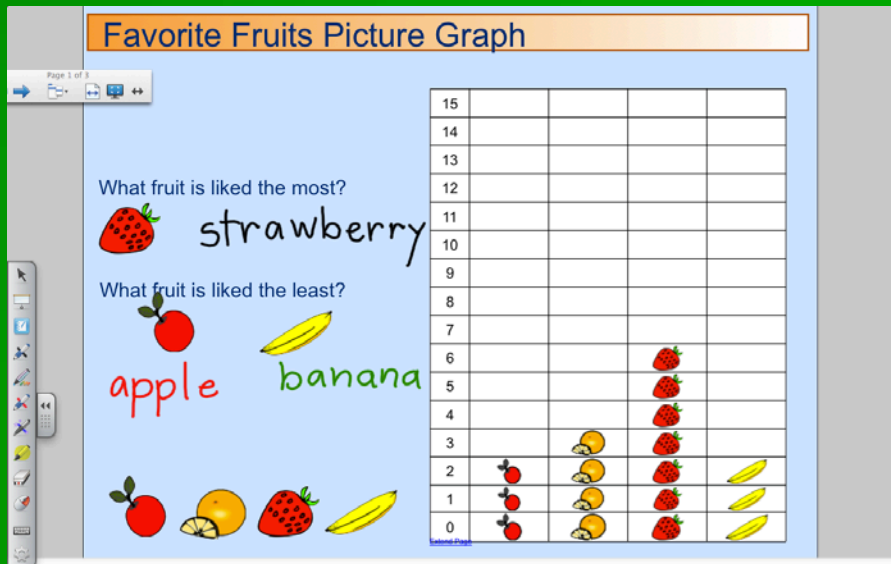 Favorite Fruits Picture Graph
Page 1 of 3
What fruit is liked the most?
strawberry
What fruit is liked the least?
apple banana
15
14
13
12
11
10
9
8
7
6
5
4
3
2
1
0
Extend Page